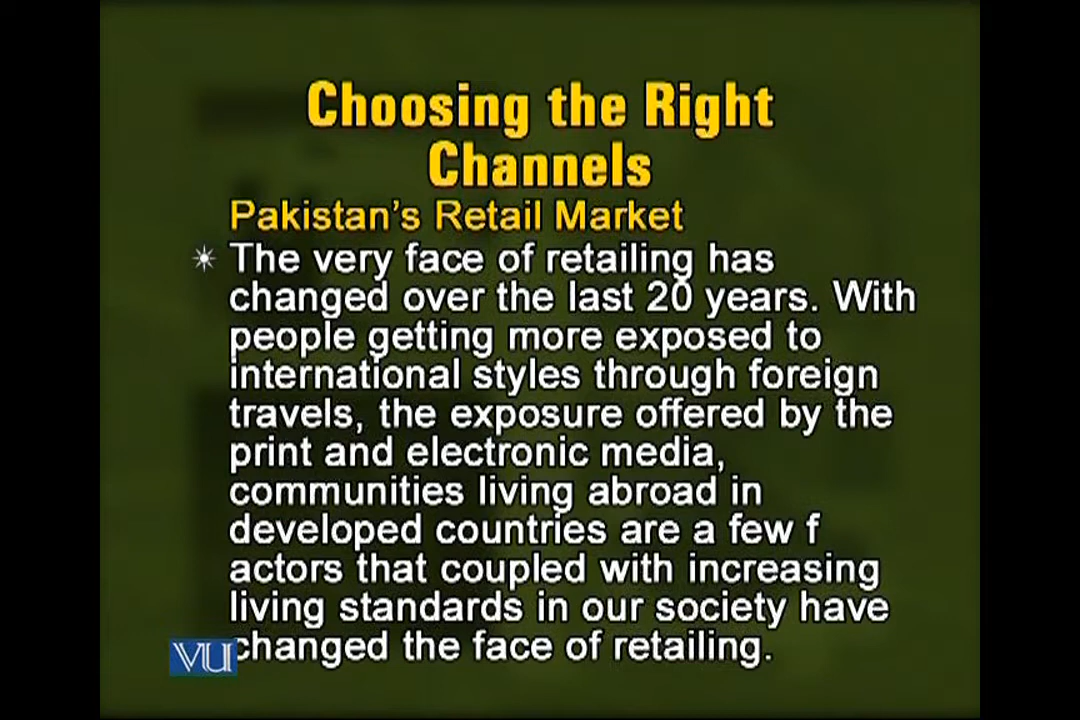 Choosing the Right
Channels
Pakistan's Retail Market
The very face of retailing has
changed over the last 20 years. With
people getting more exposed to
international styles through foreign
travels, the exposure offered by the
print and electronic media,
communities living abroad in
developed countries are a few f
actors that coupled with increasing
living standards in our society have
changed the face of retailing.
VU